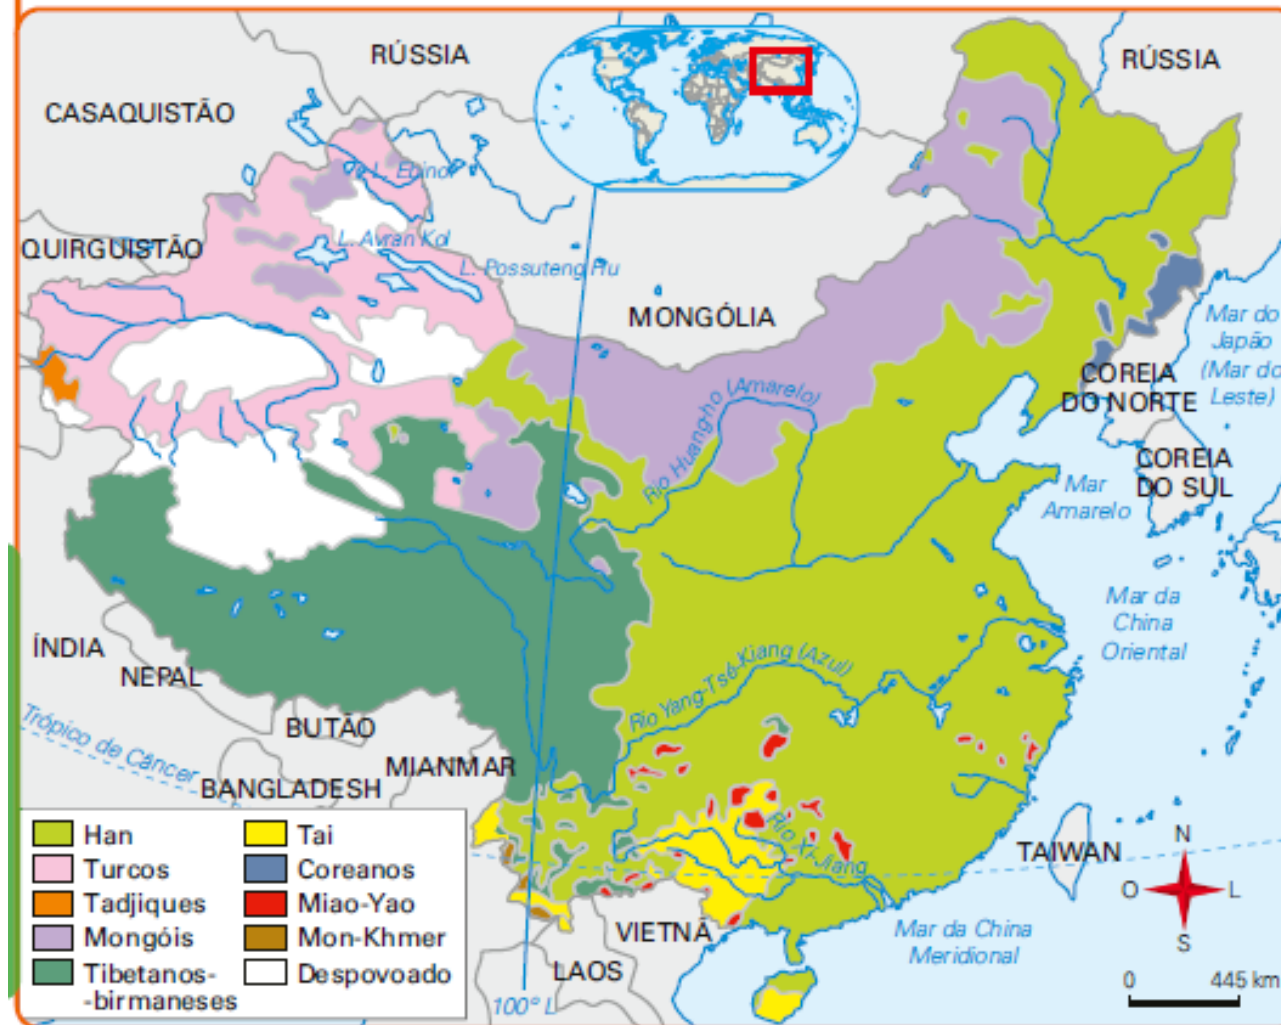 RÚSSIA
RÚSSIA
CASAQUISTÃO
L. Ebinor
QUIRGUISTÃO
L. Avran Kol
L. Possuteng Hu
MONGÓLIA
Mar do
Japão
(Mar do
Leste)
COREIA
DO NORTE
Rio Huang-ho (Amarelo)
COREIA
DO SUL
Mar
Amarelo
Mar da
China
Oriental
ÍNDIA
NEPAL
BUTÃO
Rio Yang-Tsé-Kiang (Azul)
Trópico de Câncer
MIANMAR
BANGLADESH
Rio Xi-Jiang
TAIWAN
VIETNÃ
LAOS
Mar da China
Meridional
100° L
Han
Turcos
Tadjiques
Mongóis
Tibetanos-
-birmaneses
Tai
Coreanos
Miao-Yao
Mon-Khmer
Despovoado
N
O
L
S
0
445 km